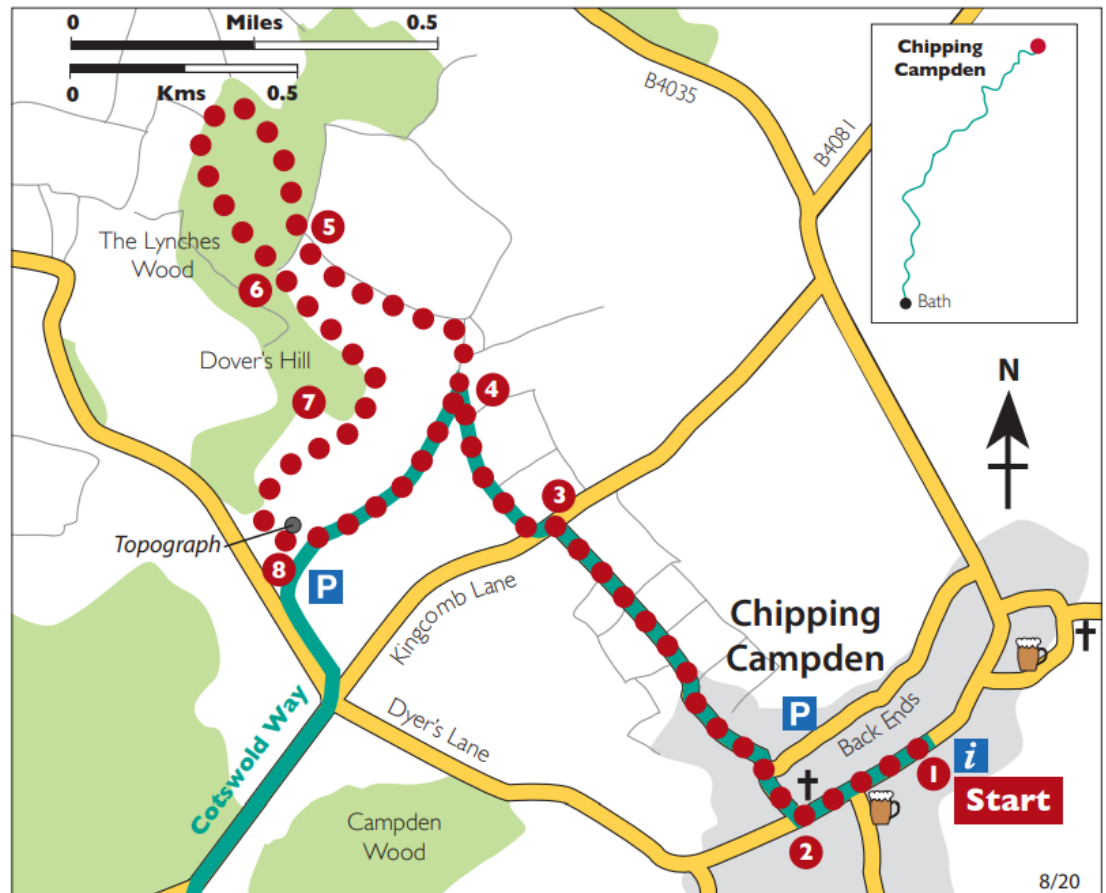 0 Miles 0.5
0 Kms 0.5
B4035
B4081
Chipping
Campden
Bath
The Lynches
Wood
5
6
Dover's Hill
7
4
N
3
Topograph
8
P
Kingcomb Lane
Chipping
Campden
P
Back Ends
Dyer's Lane
Cotswold Way
1
i
Start
2
Campden
Wood
8/20